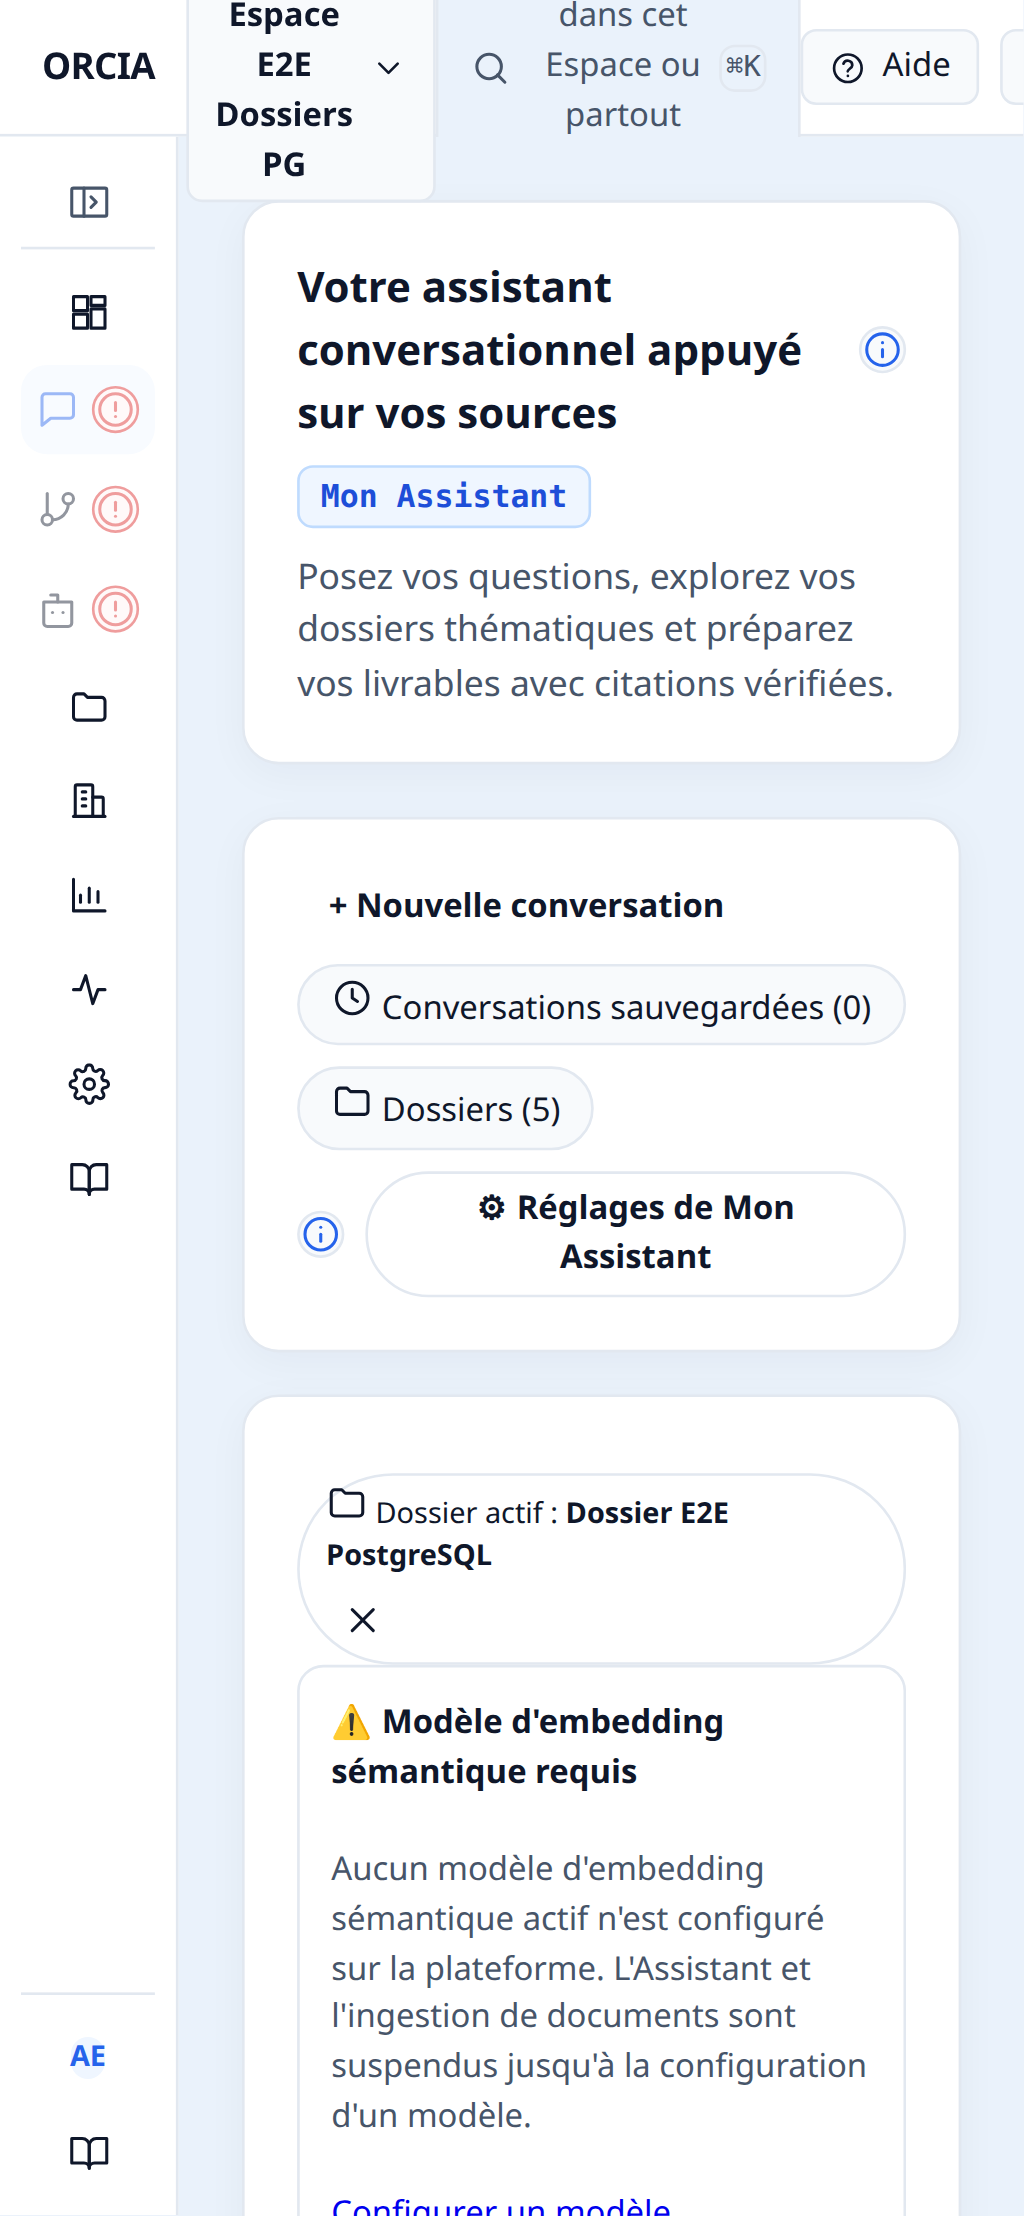 ORCIA
Espace
E2E
Dossiers
PG
dans cet
Espace ou
partout
⌘K
Aide
Votre assistant
conversationnel appuyé
sur vos sources
Mon Assistant
Posez vos questions, explorez vos
dossiers thématiques et préparez
vos livrables avec citations vérifiées.
+ Nouvelle conversation
Conversations sauvegardées (0)
Dossiers (5)
⚙ Réglages de Mon
Assistant
Dossier actif : Dossier E2E
PostgreSQL
⚠️ Modèle d'embedding
sémantique requis
Aucun modèle d'embedding
sémantique actif n'est configuré
sur la plateforme. L'Assistant et
l'ingestion de documents sont
suspendus jusqu'à la configuration
d'un modèle.
Configurer un modèle
AE